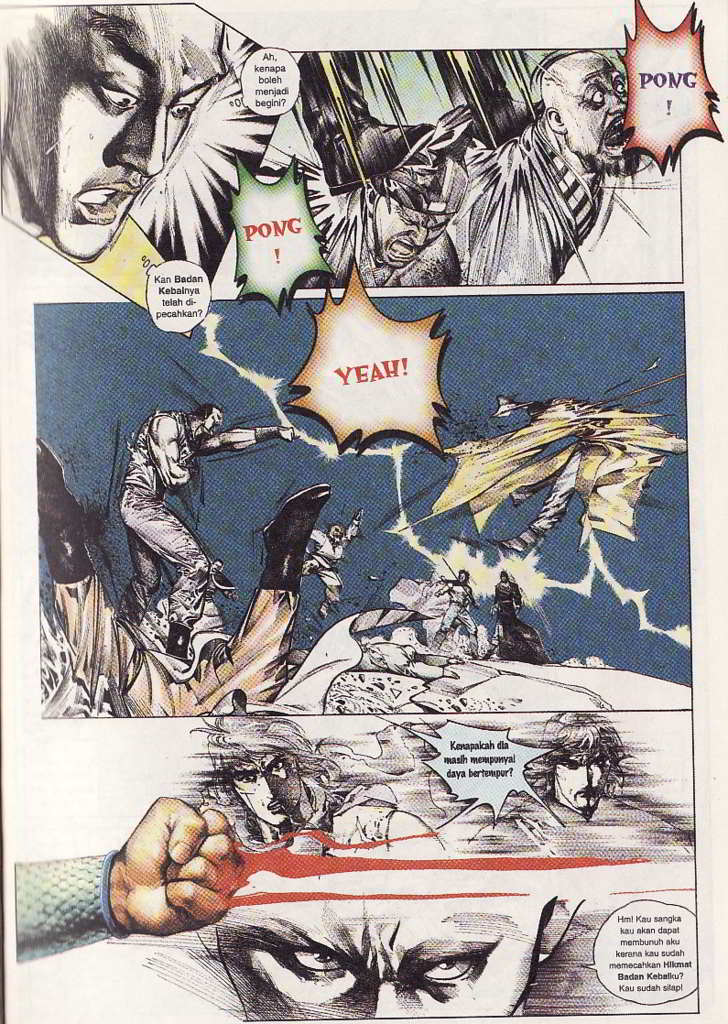 Ah,
kenapa
boleh
menjadi
begini?
PONG
!
PONG
!
Kan Badan
Kebalnya
telah di-
pecahkan?
YEAH!
Kenapakah dia
masih mempunyai
daya bertempur?
Hm! Kau sangka
kau akan dapat
membunuh aku
kerana kau sudah
memecahkan Hikmat
Badan Kebalku?
Kau sudah silap!